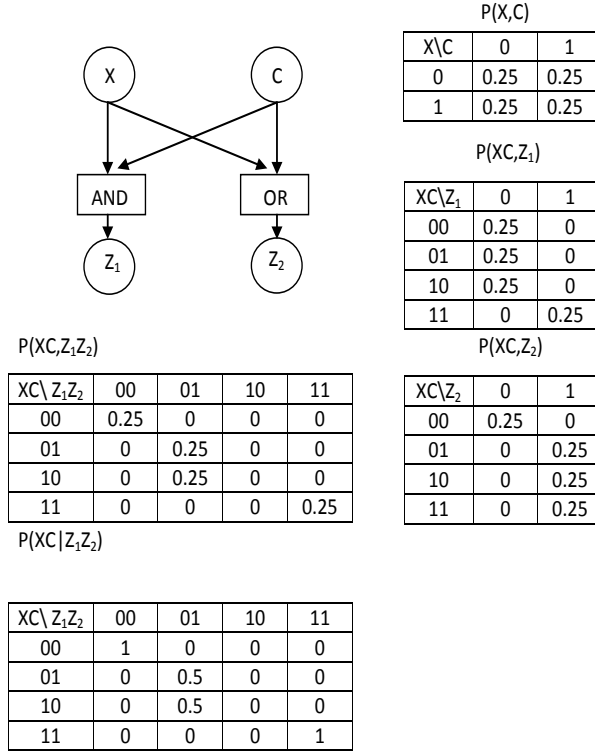 X
C
AND
OR
Z1
Z2
P(X,C)
X\C 0 1
0 0.25 0.25
1 0.25 0.25
P(XC,Z1)
XC\Z1 0 1
00 0.25 0
01 0.25 0
10 0.25 0
11 0 0.25
P(XC,Z1Z2)
XC\ Z1Z2 00 01 10 11
00 0.25 0 0 0
01 0 0.25 0 0
10 0 0.25 0 0
11 0 0 0 0.25
P(XC,Z2)
XC\Z2 0 1
00 0.25 0
01 0 0.25
10 0 0.25
11 0 0.25
P(XC|Z1Z2)
XC\ Z1Z2 00 01 10 11
00 1 0 0 0
01 0 0.5 0 0
10 0 0.5 0 0
11 0 0 0 1